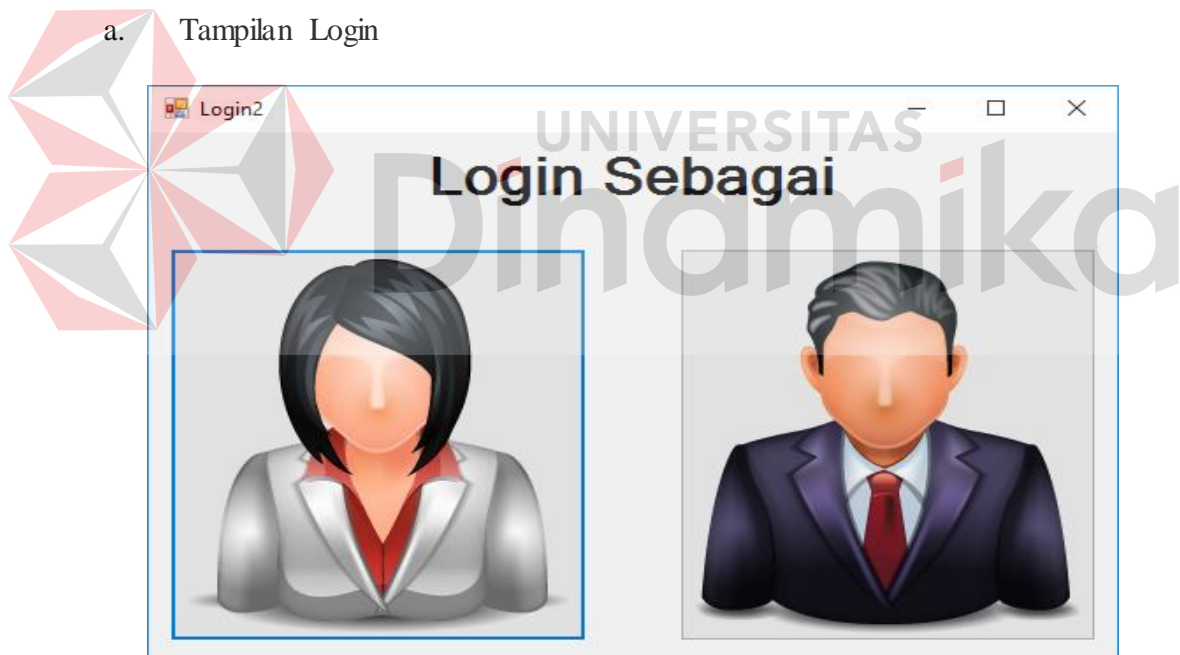 a. Tampilan Login
Login2
UNIVERSITAS
Dinamika
Login Sebagai